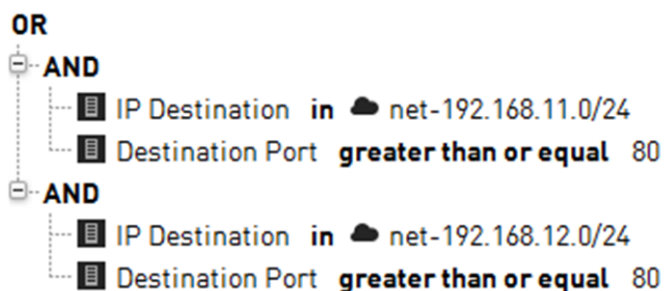 OR
AND
IP Destination in net-192.168.11.0/24
Destination Port greater than or equal 80
AND
IP Destination in net-192.168.12.0/24
Destination Port greater than or equal 80